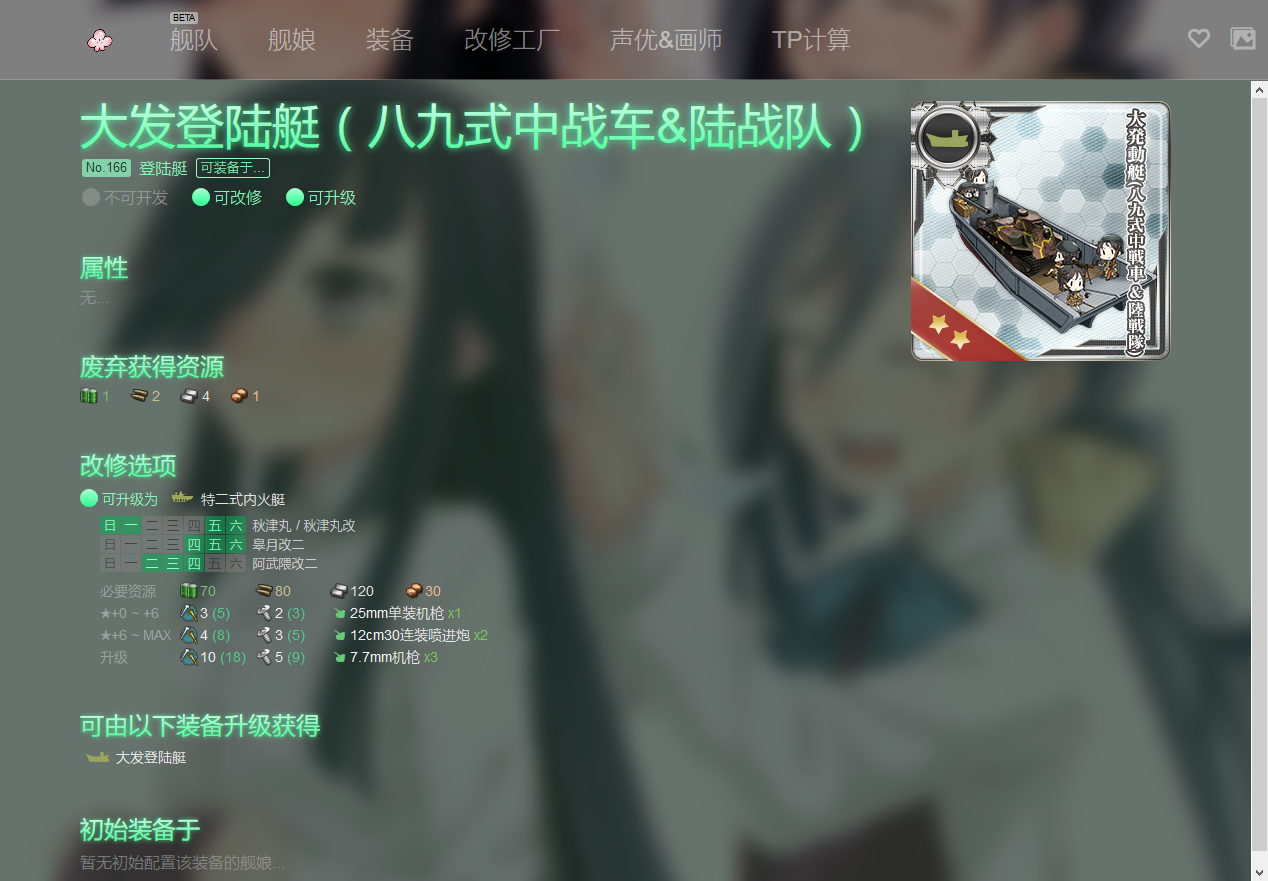 BETA
舰队 舰娘 装备 改修工厂 声优&画师 TP计算
大发登陆艇（八九式中战车&陆战队）
No.166 登陆艇 可装备于...
不可开发 可改修 可升级
大発動艇(八九式中戦車&陸戦隊)
属性
无...
废弃获得资源
1 2 4 1
改修选项
可升级为 特二式内火艇
日 一 二 三 四 五 六 秋津丸 / 秋津丸改
日 一 二 三 四 五 六 皐月改二
日 一 二 三 四 五 六 阿武隈改二
必要资源 70 80 120 30
★+0 ~ +6 3 (5) 2 (3) 25mm单装机枪 x1
★+6 ~ MAX 4 (8) 3 (5) 12cm30连装喷进炮 x2
升级 10 (18) 5 (9) 7.7mm机枪 x3
可由以下装备升级获得
大发登陆艇
初始装备于
暂无初始配置该装备的舰娘...